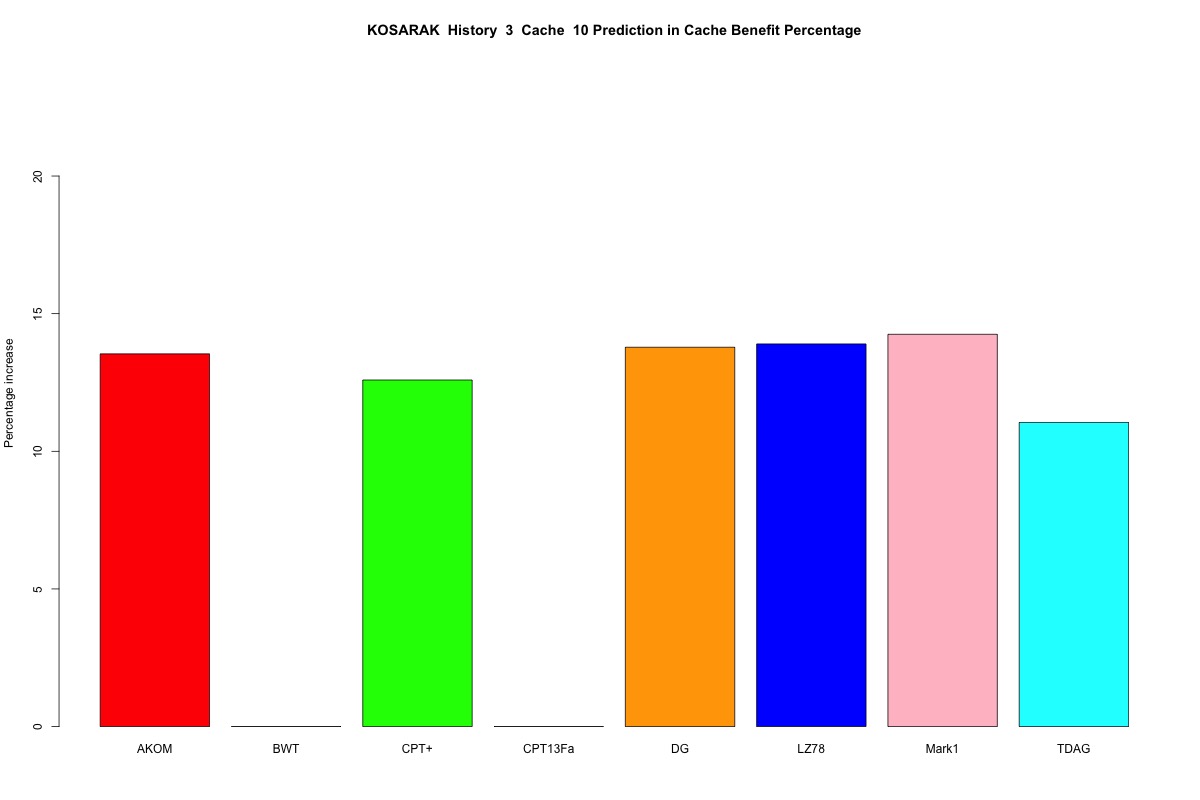 KOSARAK  History  3  Cache  10 Prediction in Cache Benefit Percentage
Percentage increase
20
15
10
5
0
AKOM BWT CPT+ CPT13Fa DG LZ78 Mark1 TDAG